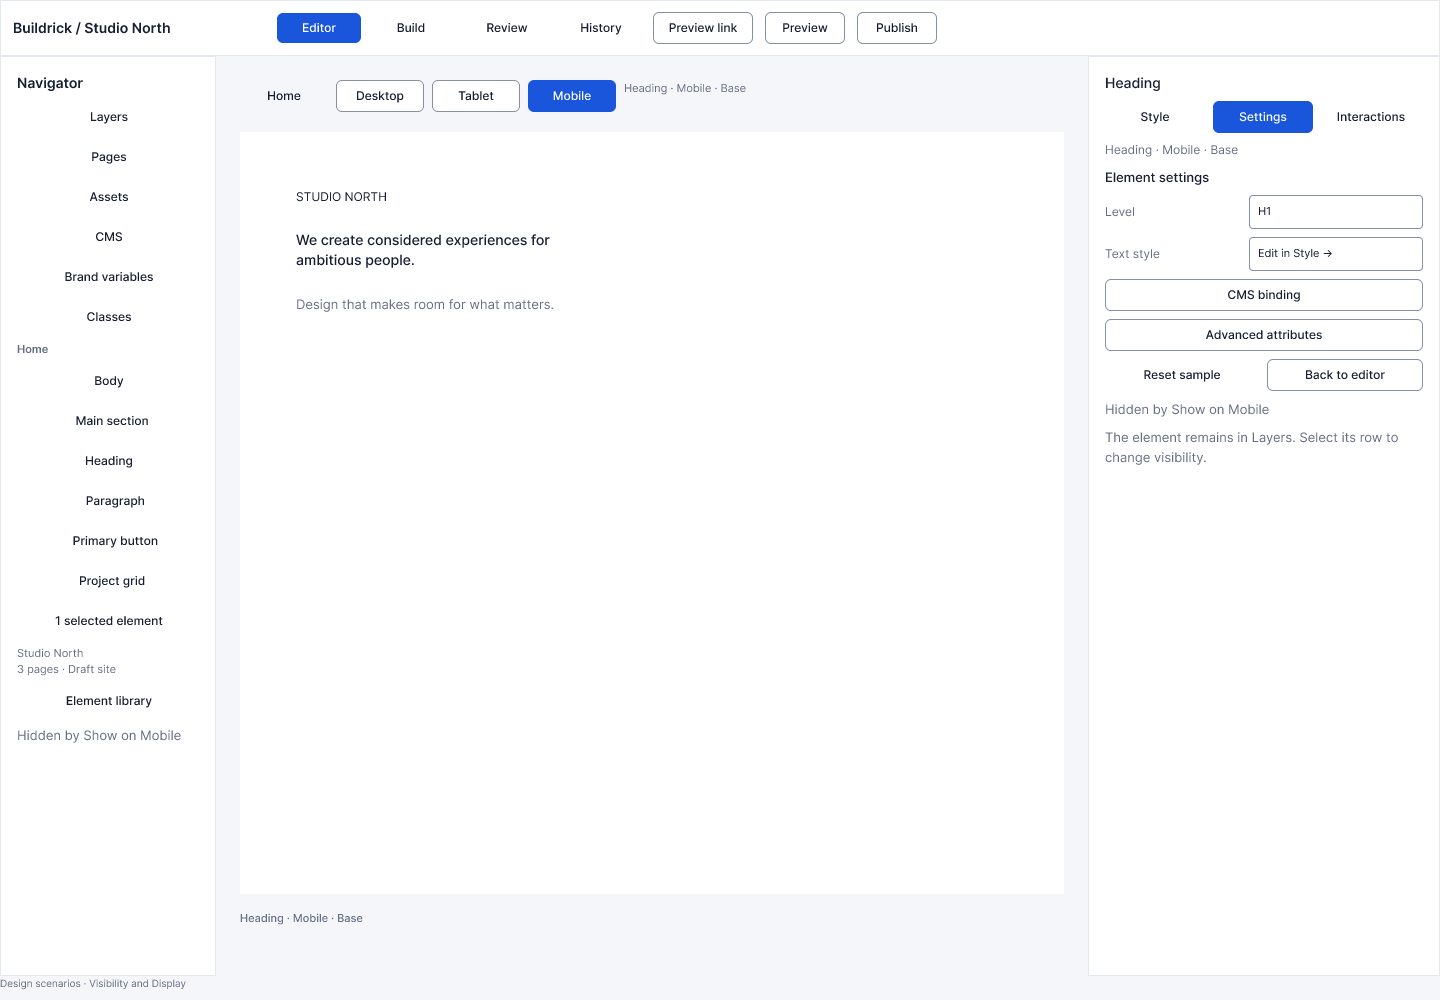 Buildrick / Studio North
Editor
Build
Review
History
Preview link
Preview
Publish
Navigator
Layers
Pages
Assets
CMS
Brand variables
Classes
Home
Body
Main section
Heading
Paragraph
Primary button
Project grid
1 selected element
Studio North
3 pages · Draft site
Element library
Hidden by Show on Mobile
Home
Desktop
Tablet
Mobile
Heading · Mobile · Base
STUDIO NORTH
We create considered experiences for
ambitious people.
Design that makes room for what matters.
Heading · Mobile · Base
Heading
Style
Settings
Interactions
Heading · Mobile · Base
Element settings
Level
H1
Text style
Edit in Style →
CMS binding
Advanced attributes
Reset sample
Back to editor
Hidden by Show on Mobile
The element remains in Layers. Select its row to
change visibility.
Design scenarios · Visibility and Display